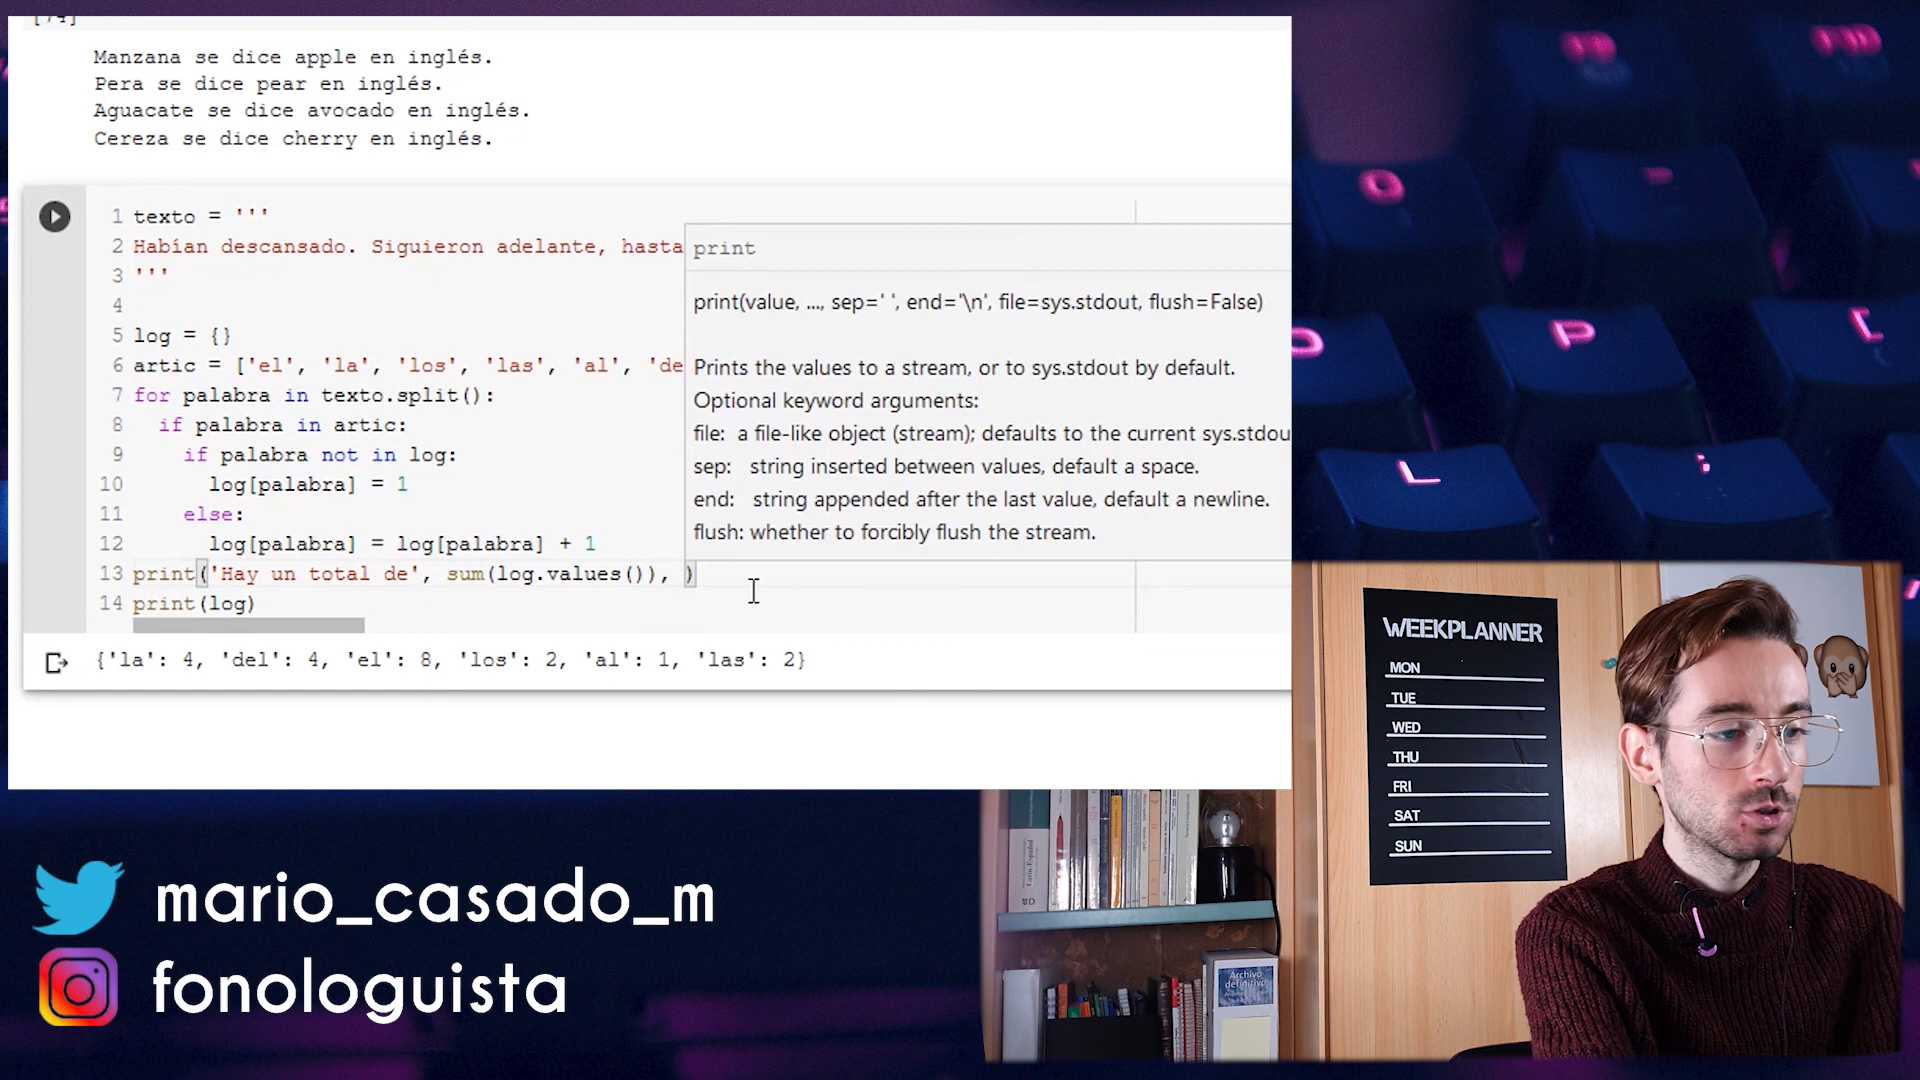 [74]
Manzana se dice apple en inglés.
Pera se dice pear en inglés.
Aguacate se dice avocado en inglés.
Cereza se dice cherry en inglés.
1 texto = '''
2 Habían descansado. Siguieron adelante, hasta
3 '''
4
5 log = {}
6 artic = ['el', 'la', 'los', 'las', 'al', 'de
7 for palabra in texto.split():
8 if palabra in artic:
9 if palabra not in log:
10 log[palabra] = 1
11 else:
12 log[palabra] = log[palabra] + 1
13 print('Hay un total de', sum(log.values()), )
14 print(log)
print
print(value, ..., sep=' ', end='\n', file=sys.stdout, flush=False)
Prints the values to a stream, or to sys.stdout by default.
Optional keyword arguments:
file: a file-like object (stream); defaults to the current sys.stdou
sep: string inserted between values, default a space.
end: string appended after the last value, default a newline.
flush: whether to forcibly flush the stream.
{'la': 4, 'del': 4, 'el': 8, 'los': 2, 'al': 1, 'las': 2}
O
P
[
L
;
WEEKPLANNER
MON
TUE
WED
THU
FRI
SAT
SUN
Archivo
definitivo
mario_casado_m
fonologuista